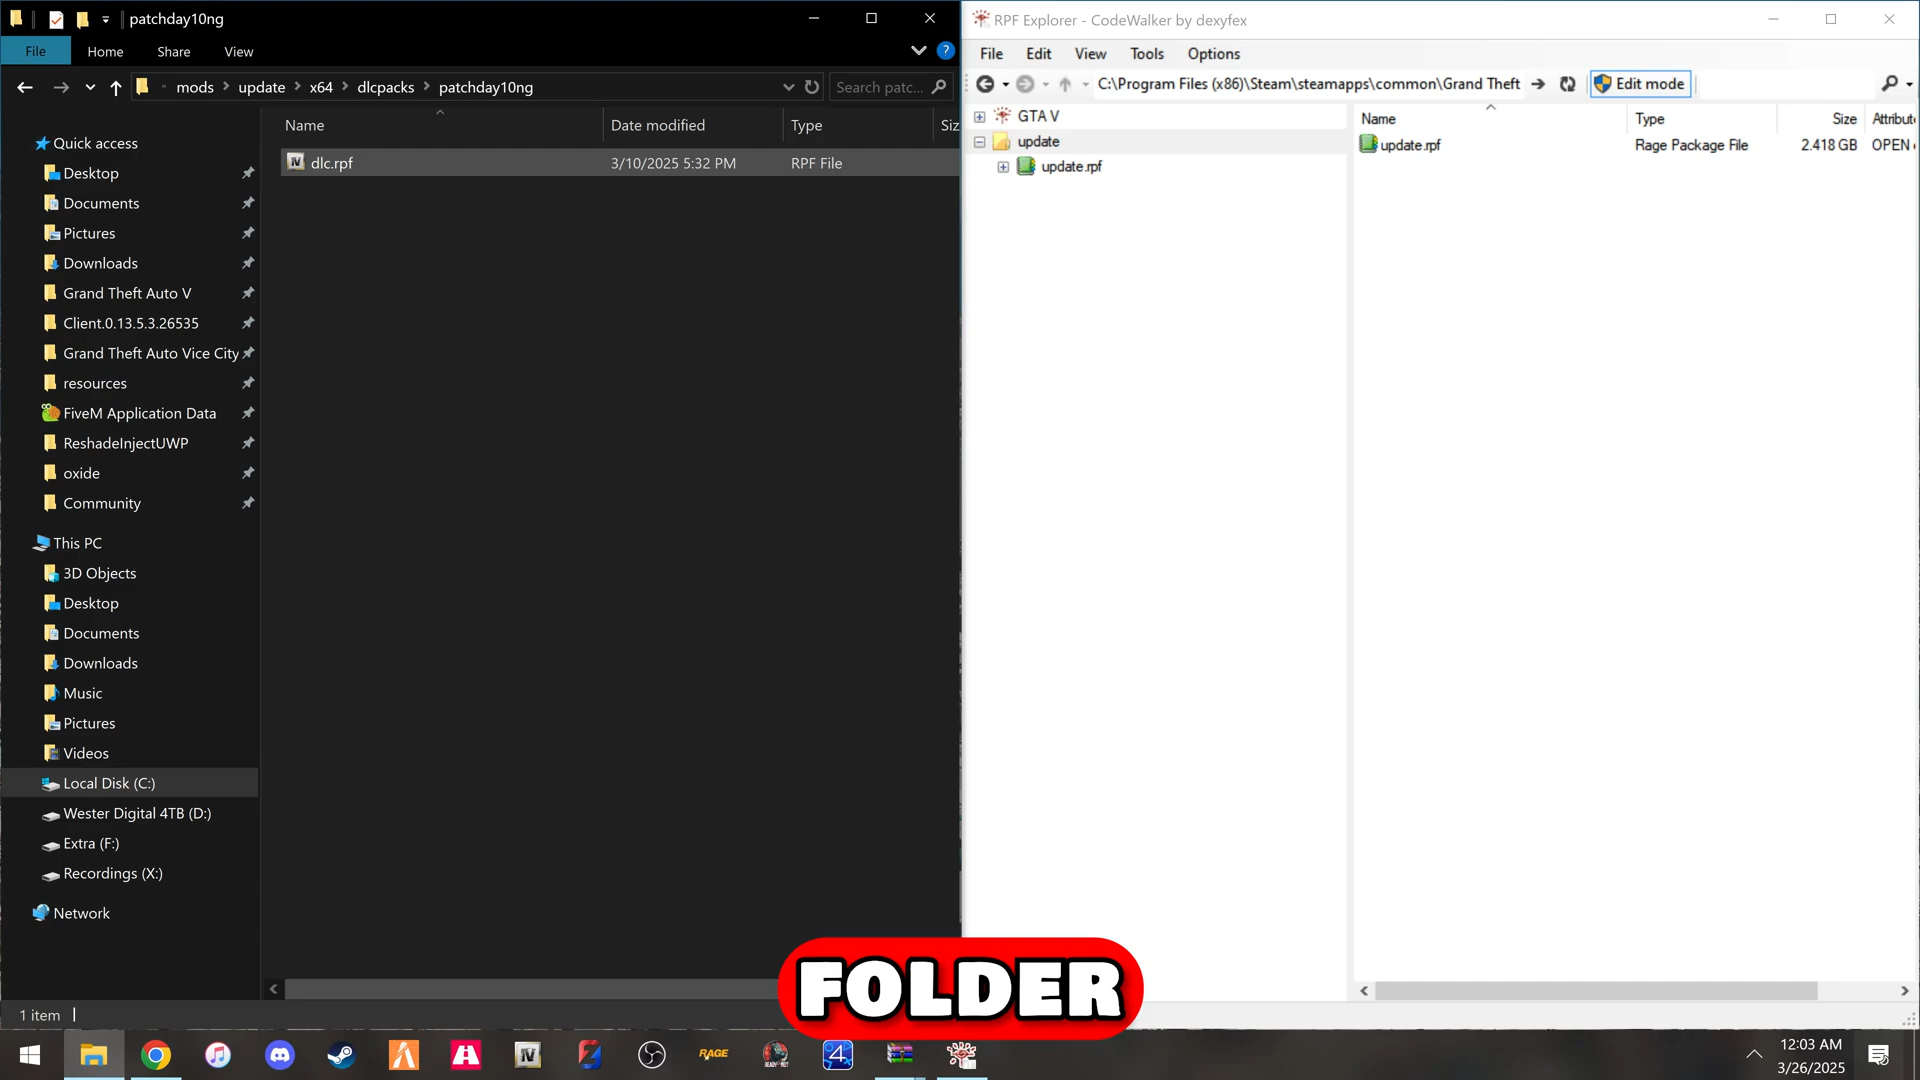 patchday10ng
File
Home
Share
View
mods
update
x64
dlcpacks
patchday10ng
Search patc...
Quick access
Desktop
Documents
Pictures
Downloads
Grand Theft Auto V
Client.0.13.5.3.26535
Grand Theft Auto Vice City
resources
FiveM Application Data
ReshadeInjectUWP
oxide
Community
This PC
3D Objects
Desktop
Documents
Downloads
Music
Pictures
Videos
Local Disk (C:)
Wester Digital 4TB (D:)
Extra (F:)
Recordings (X:)
Network
Name
Date modified
Type
Siz
dlc.rpf
3/10/2025 5:32 PM
RPF File
1 item
RPF Explorer - CodeWalker by dexyfex
File
Edit
View
Tools
Options
C:\Program Files (x86)\Steam\steamapps\common\Grand Theft
Edit mode
GTA V
update
update.rpf
Name
Type
Size
Attribut
update.rpf
Rage Package File
2.418 GB
OPEN
FOLDER
RAGE
4
12:03 AM
3/26/2025